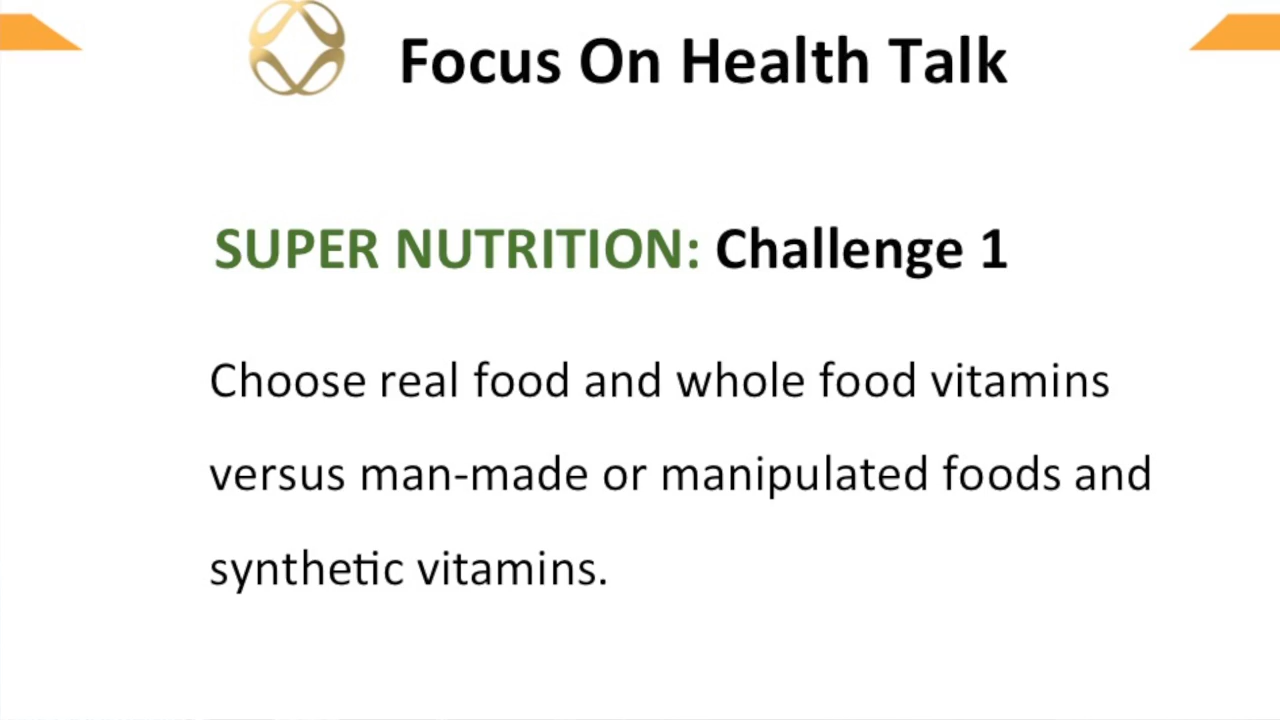 Focus On Health Talk
SUPER NUTRITION: Challenge 1
Choose real food and whole food vitamins
versus man-made or manipulated foods and
synthetic vitamins.